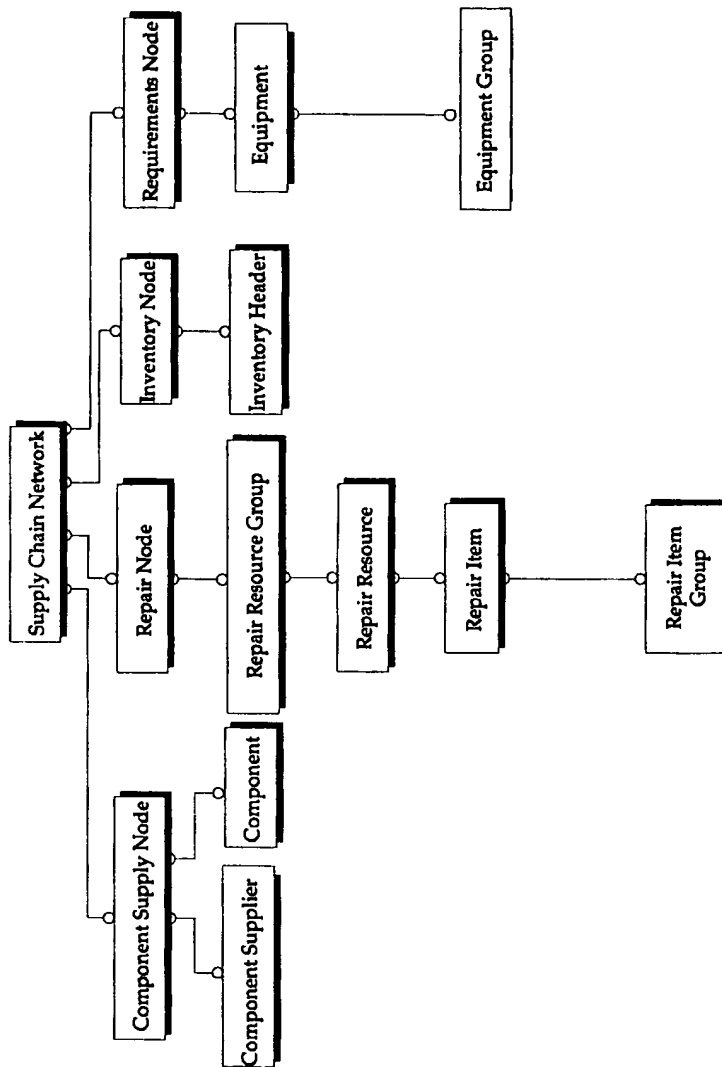 Supply Chain Network
Component Supply Node
Repair Node
Inventory Node
Requirements Node
Component Supplier
Component
Repair Resource Group
Inventory Header
Equipment
Repair Resource
Repair Item
Equipment Group
Repair Item
Group